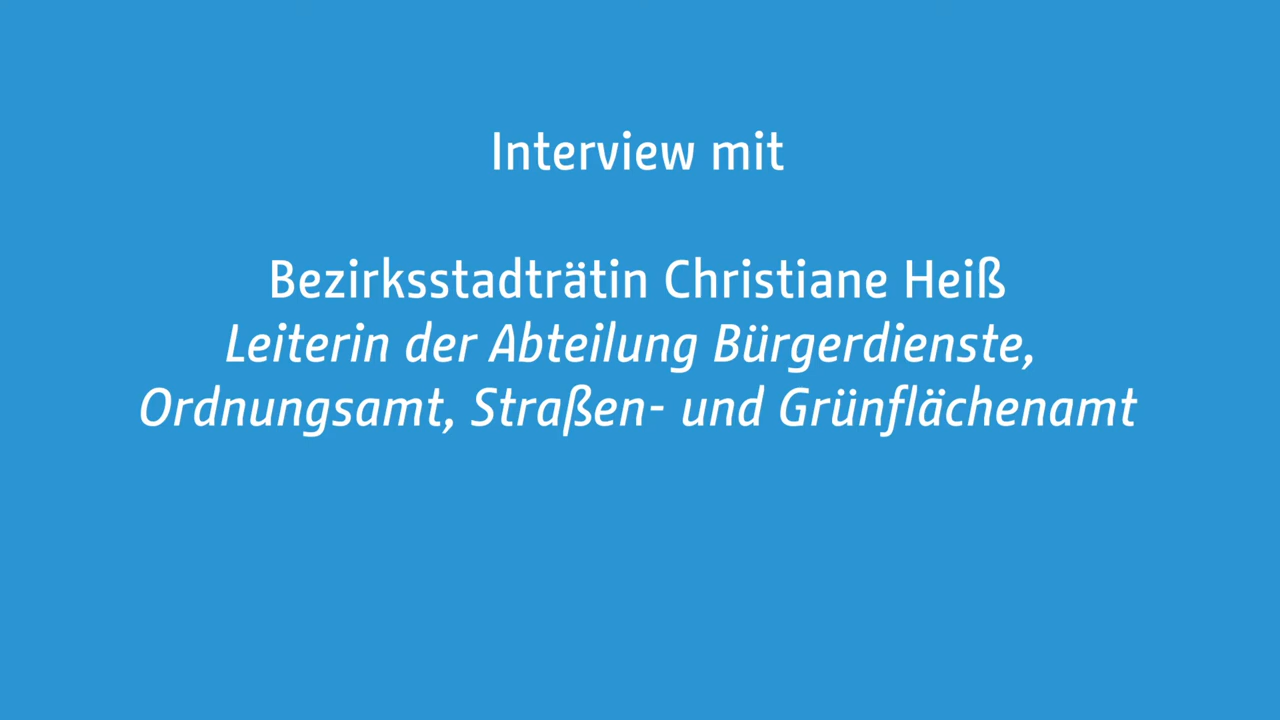 Interview mit
Bezirksstadträtin Christiane Heiß
Leiterin der Abteilung Bürgerdienste,
Ordnungsamt, Straßen- und Grünflächenamt